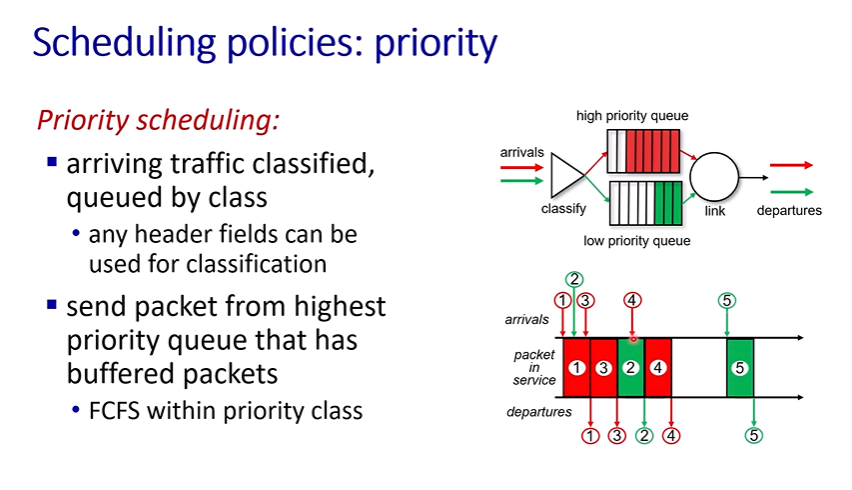 Scheduling policies: priority
Priority scheduling:
▪ arriving traffic classified,
queued by class
• any header fields can be
used for classification
▪ send packet from highest
priority queue that has
buffered packets
• FCFS within priority class
high priority queue
arrivals
classify
link
departures
low priority queue
2
1 3 4 5
arrivals
packet
in
service
1 3 2 4 5
departures
1 3 2 4 5